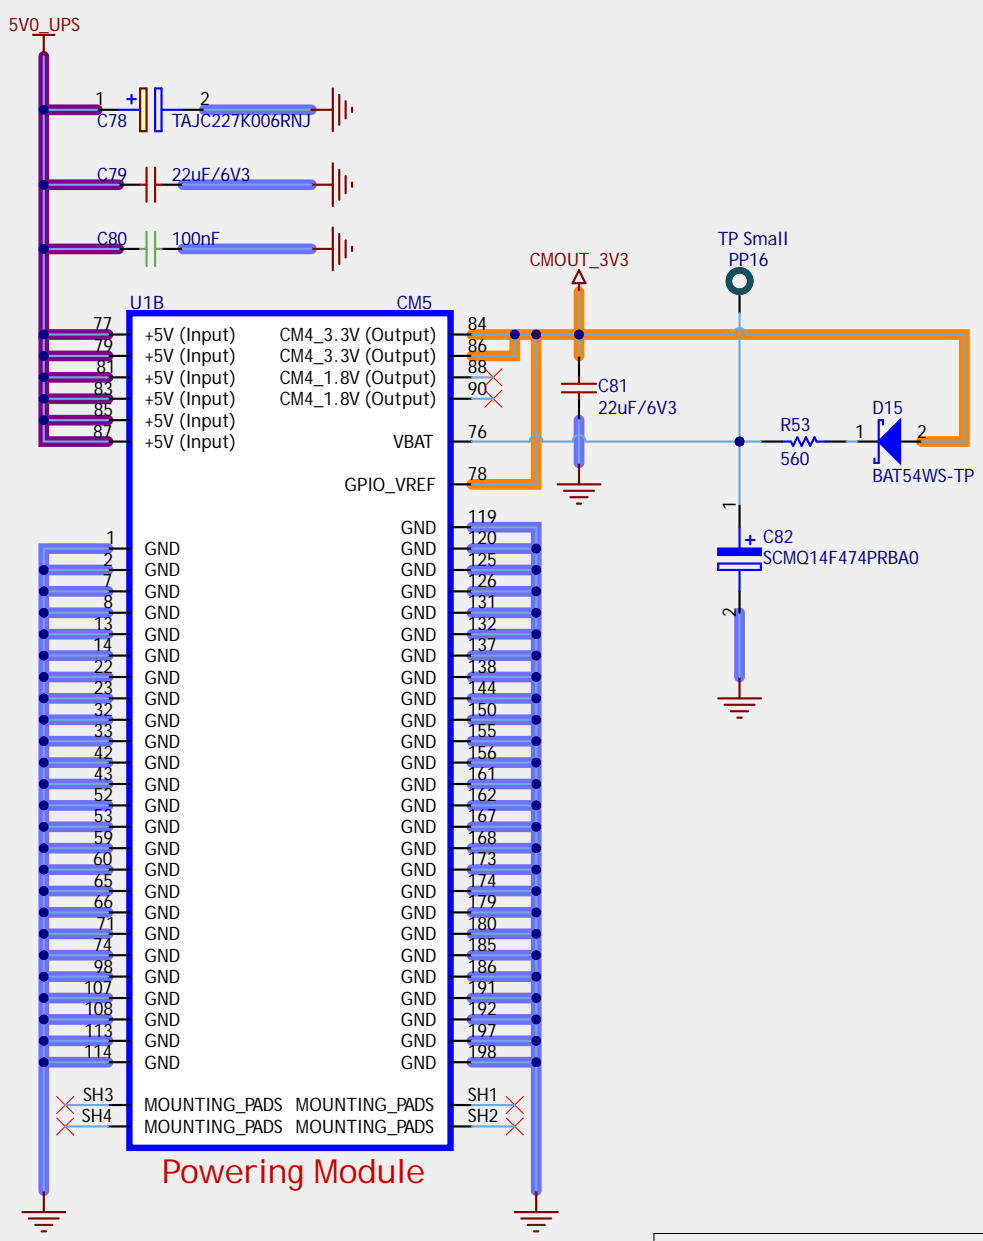 5V0_UPS
1 2
C78 TAJC227K006RNJ
C79 22uF/6V3
C80 100nF
TP Small
PP16
CMOUT_3V3
U1B CM5
77 +5V (Input) CM4_3.3V (Output) 84
79 +5V (Input) CM4_3.3V (Output) 86
81 +5V (Input) CM4_1.8V (Output) 88
83 +5V (Input) CM4_1.8V (Output) 90
85 +5V (Input)
87 +5V (Input) VBAT 76
GPIO_VREF 78
C81
22uF/6V3
R53
560
D15
1 2
BAT54WS-TP
1
C82
SCMQ14F474PRBA0
2
GND 119
1 GND GND 120
2 GND GND 125
7 GND GND 126
8 GND GND 131
13 GND GND 132
14 GND GND 137
22 GND GND 138
23 GND GND 144
32 GND GND 150
33 GND GND 155
42 GND GND 156
43 GND GND 161
52 GND GND 162
53 GND GND 167
59 GND GND 168
60 GND GND 173
65 GND GND 174
66 GND GND 179
71 GND GND 180
74 GND GND 185
98 GND GND 186
107 GND GND 191
108 GND GND 192
113 GND GND 197
114 GND GND 198
SH3 MOUNTING_PADS MOUNTING_PADS SH1
SH4 MOUNTING_PADS MOUNTING_PADS SH2
Powering Module